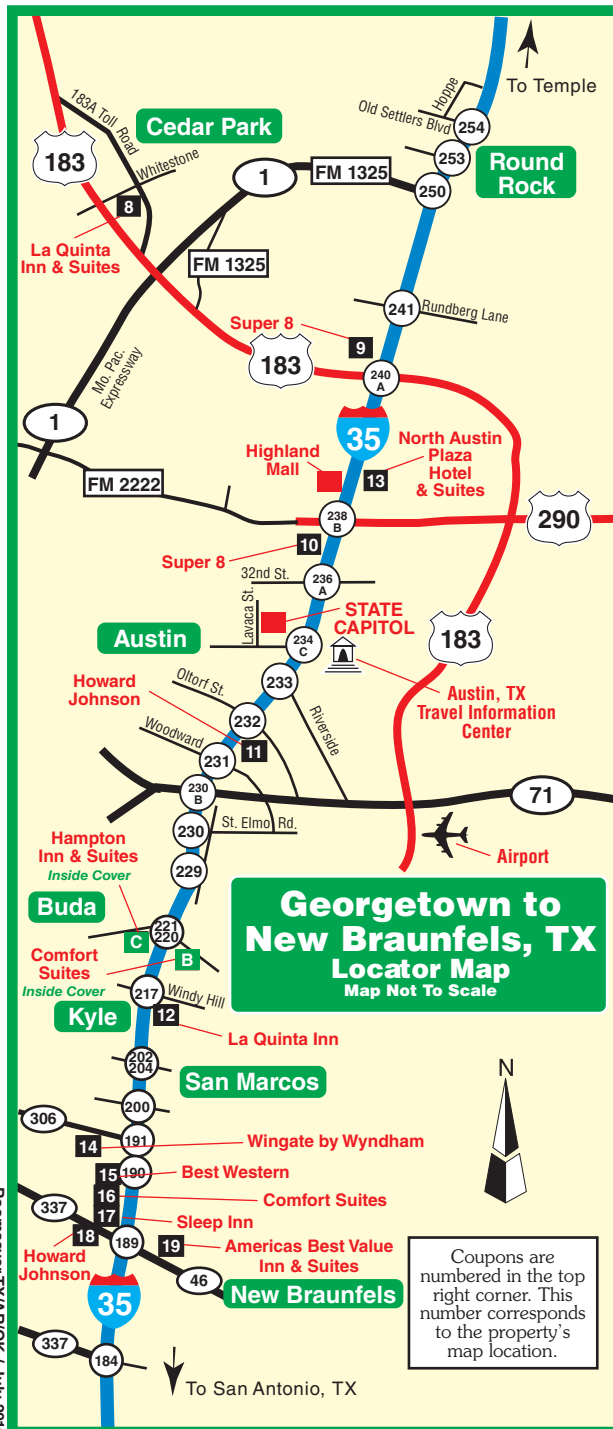 To Temple
Hoppe
Old Settlers Blvd
254
183A Toll Road
Cedar Park
253
Round
Rock
183
Whitestone
1
FM 1325
250
8
La Quinta
Inn & Suites
FM 1325
241
Rundberg Lane
Super 8
9
183
240
A
Mo. Pac.
Expressway
1
35
Highland
Mall
North Austin
Plaza
Hotel
& Suites
13
FM 2222
238
B
290
10
Super 8
32nd St.
236
A
Lavaca St.
STATE
CAPITOL
Austin
234
C
183
Howard
Johnson
233
Austin, TX
Travel Information
Center
Oltorf St.
232
Riverside
Woodward
11
231
230
B
71
230
St. Elmo Rd.
Hampton
Inn & Suites
Inside Cover
229
Airport
Buda
221
220
C
B
Comfort
Suites
Inside Cover
Georgetown to
New Braunfels, TX
Locator Map
Map Not To Scale
217
Windy Hill
Kyle
12
La Quinta Inn
202
204
San Marcos
N
200
306
191
14
Wingate by Wyndham
15
190
Best Western
16
Comfort Suites
337
17
Sleep Inn
18
Howard
Johnson
189
19
Americas Best Value
Inn & Suites
46
New Braunfels
35
Coupons are
numbered in the top
right corner. This
number corresponds
to the property's
map location.
337
184
To San Antonio, TX